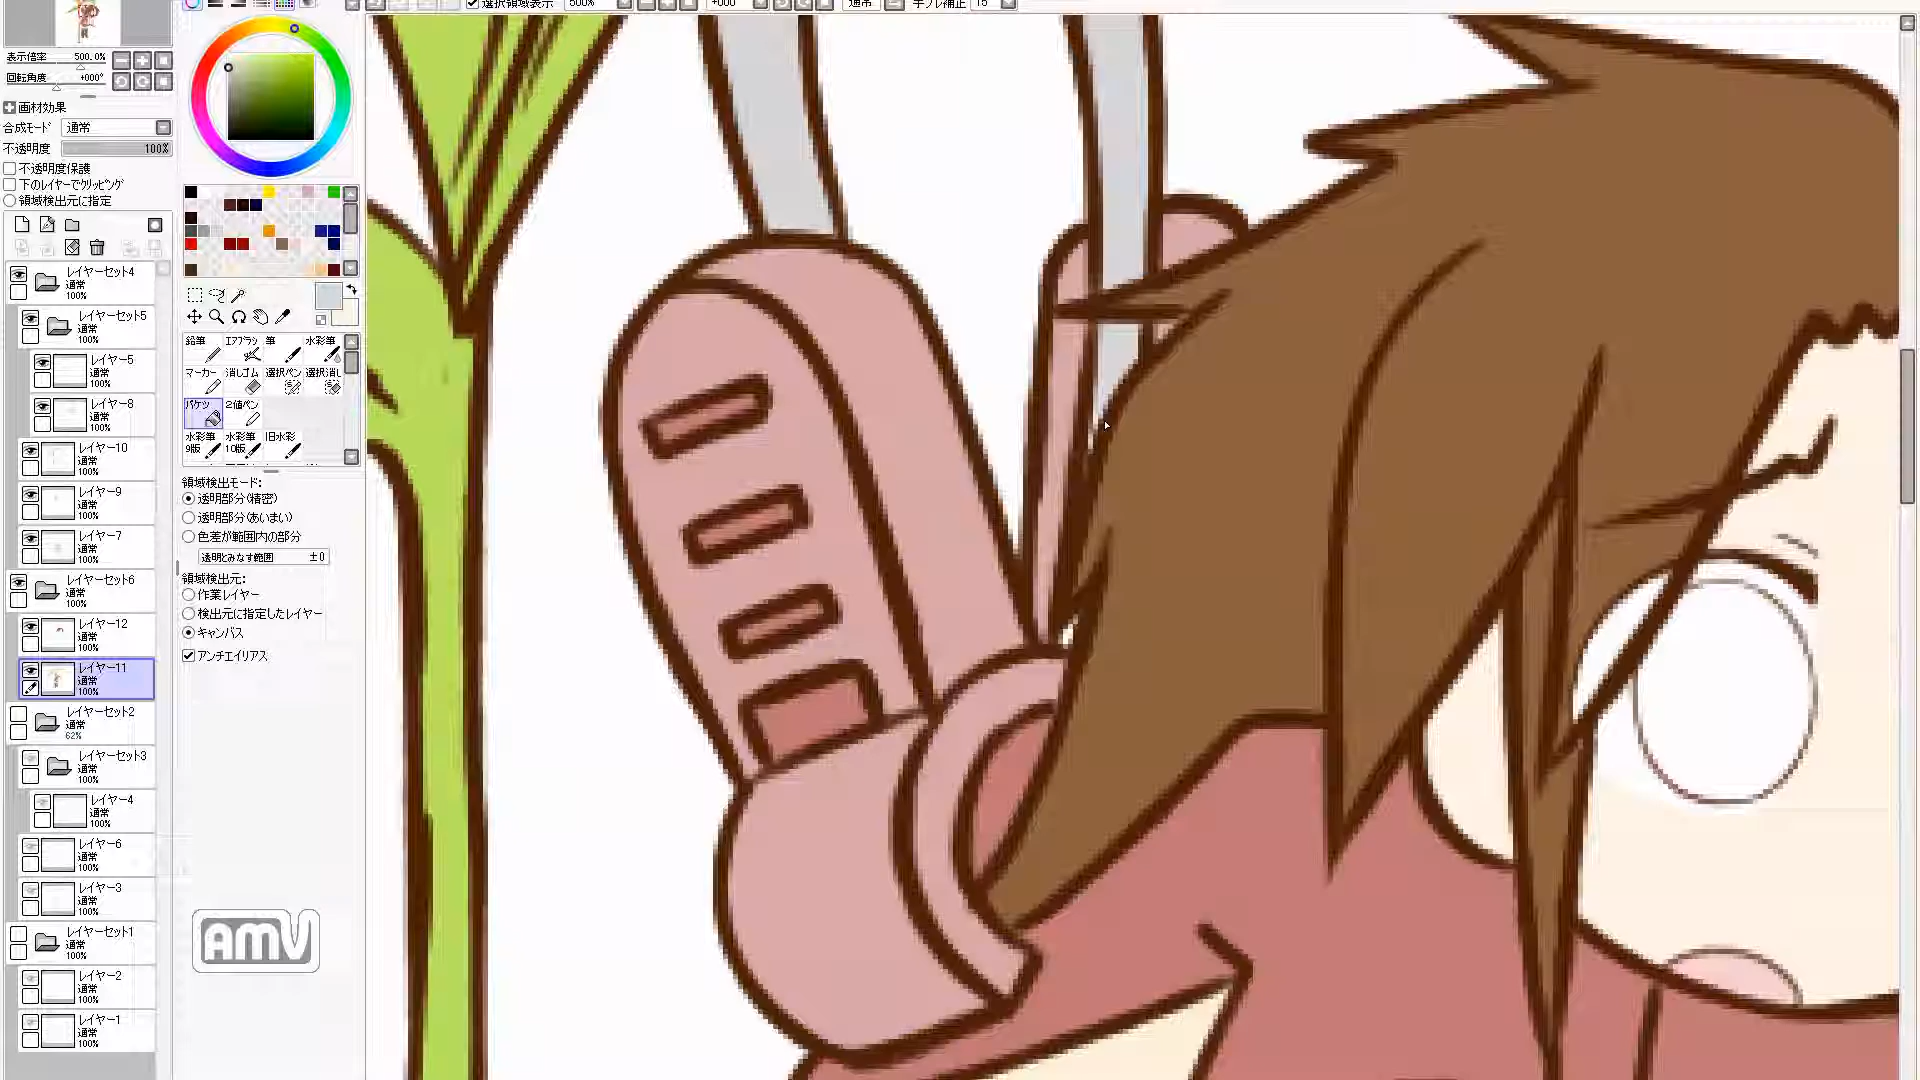 選択領域表示 500% +000° 通常 手ブレ補正 15
表示倍率 500.0%
回転角度 +000°
画材効果
合成モード 通常
不透明度 100%
不透明度保護
下のレイヤーでクリッピング
領域検出元に指定
レイヤーセット4
通常
100%
レイヤーセット5
通常
100%
レイヤー5
通常
100%
レイヤー8
通常
100%
レイヤー10
通常
100%
レイヤー9
通常
100%
レイヤー7
通常
100%
レイヤーセット6
通常
100%
レイヤー12
通常
100%
レイヤー11
通常
100%
レイヤーセット2
通常
62%
レイヤーセット3
通常
100%
レイヤー4
通常
100%
レイヤー6
通常
100%
レイヤー3
通常
100%
レイヤーセット1
通常
100%
レイヤー2
通常
100%
レイヤー1
通常
100%
鉛筆 エアブラシ 筆 水彩筆
マーカー 消しゴム 選択ペン 選択消し
バケツ 2値ペン
水彩筆 水彩筆 旧水彩
9版 10版
領域検出モード:
透明部分(精密)
透明部分(あいまい)
色差が範囲内の部分
透明とみなす範囲 ±0
領域検出元:
作業レイヤー
検出元に指定したレイヤー
キャンバス
アンチエイリアス
AMV